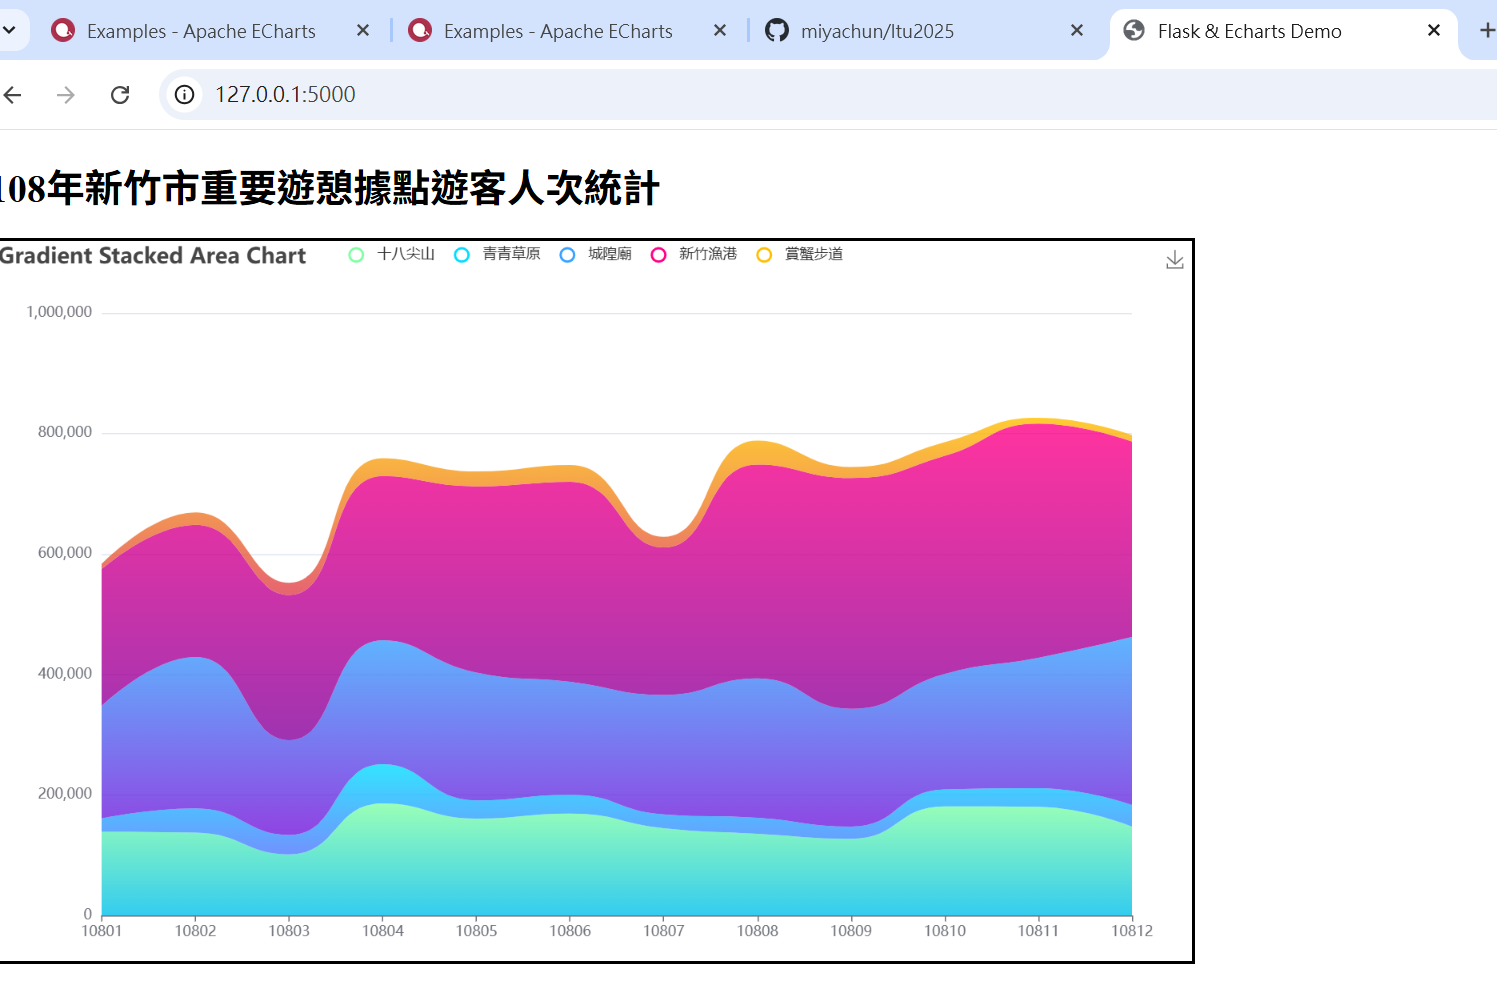 Examples - Apache ECharts
Examples - Apache ECharts
miyachun/ltu2025
Flask & Echarts Demo
127.0.0.1:5000
108年新竹市重要遊憩據點遊客人次統計
Gradient Stacked Area Chart
十八尖山 青青草原 城隍廟 新竹漁港 賞蟹步道
1,000,000
800,000
600,000
400,000
200,000
0
10801 10802 10803 10804 10805 10806 10807 10808 10809 10810 10811 10812